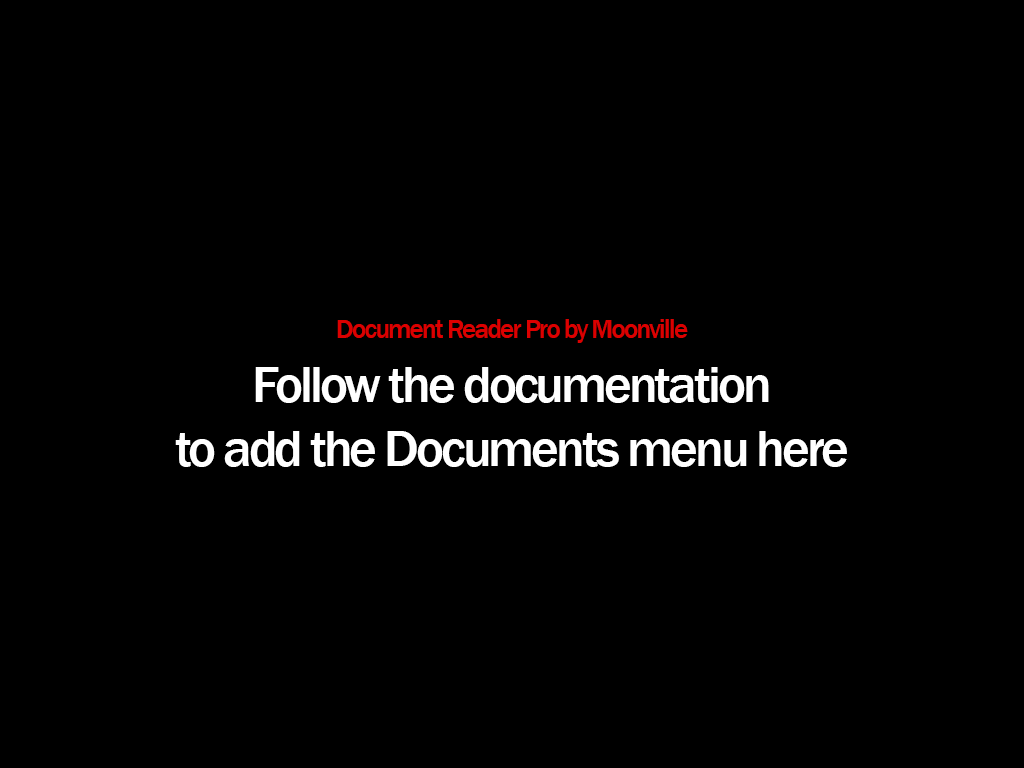 Document Reader Pro by Moonville
Follow the documentation
to add the Documents menu here